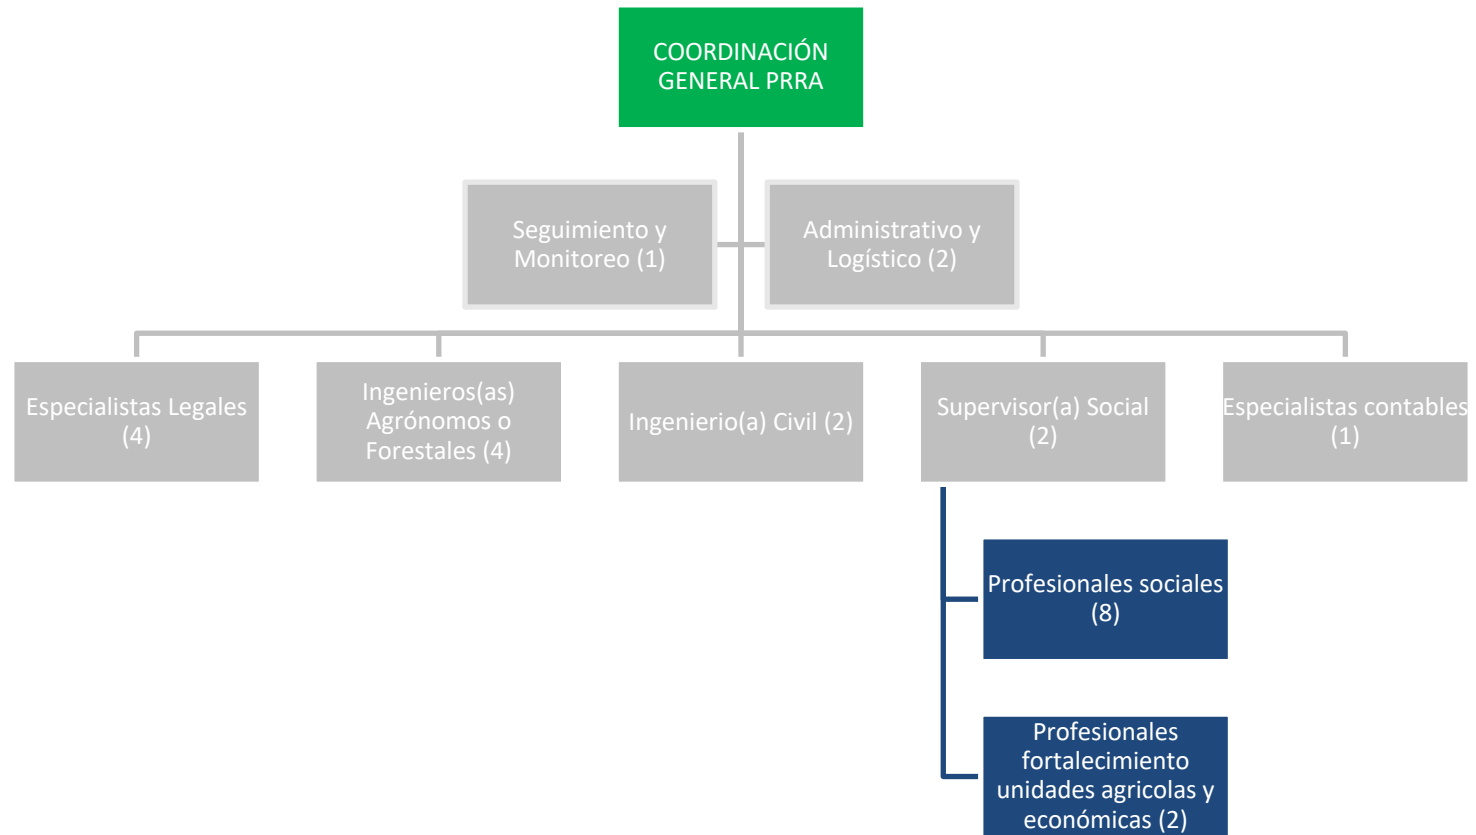 COORDINACIÓN
GENERAL PRRA
Seguimiento y
Monitoreo (1)
Administrativo y
Logístico (2)
Especialistas Legales
(4)
Ingenieros(as)
Agrónomos o
Forestales (4)
Ingenierio(a) Civil (2)
Supervisor(a) Social
(2)
Especialistas contables
(1)
Profesionales sociales
(8)
Profesionales
fortalecimiento
unidades agricolas y
económicas (2)